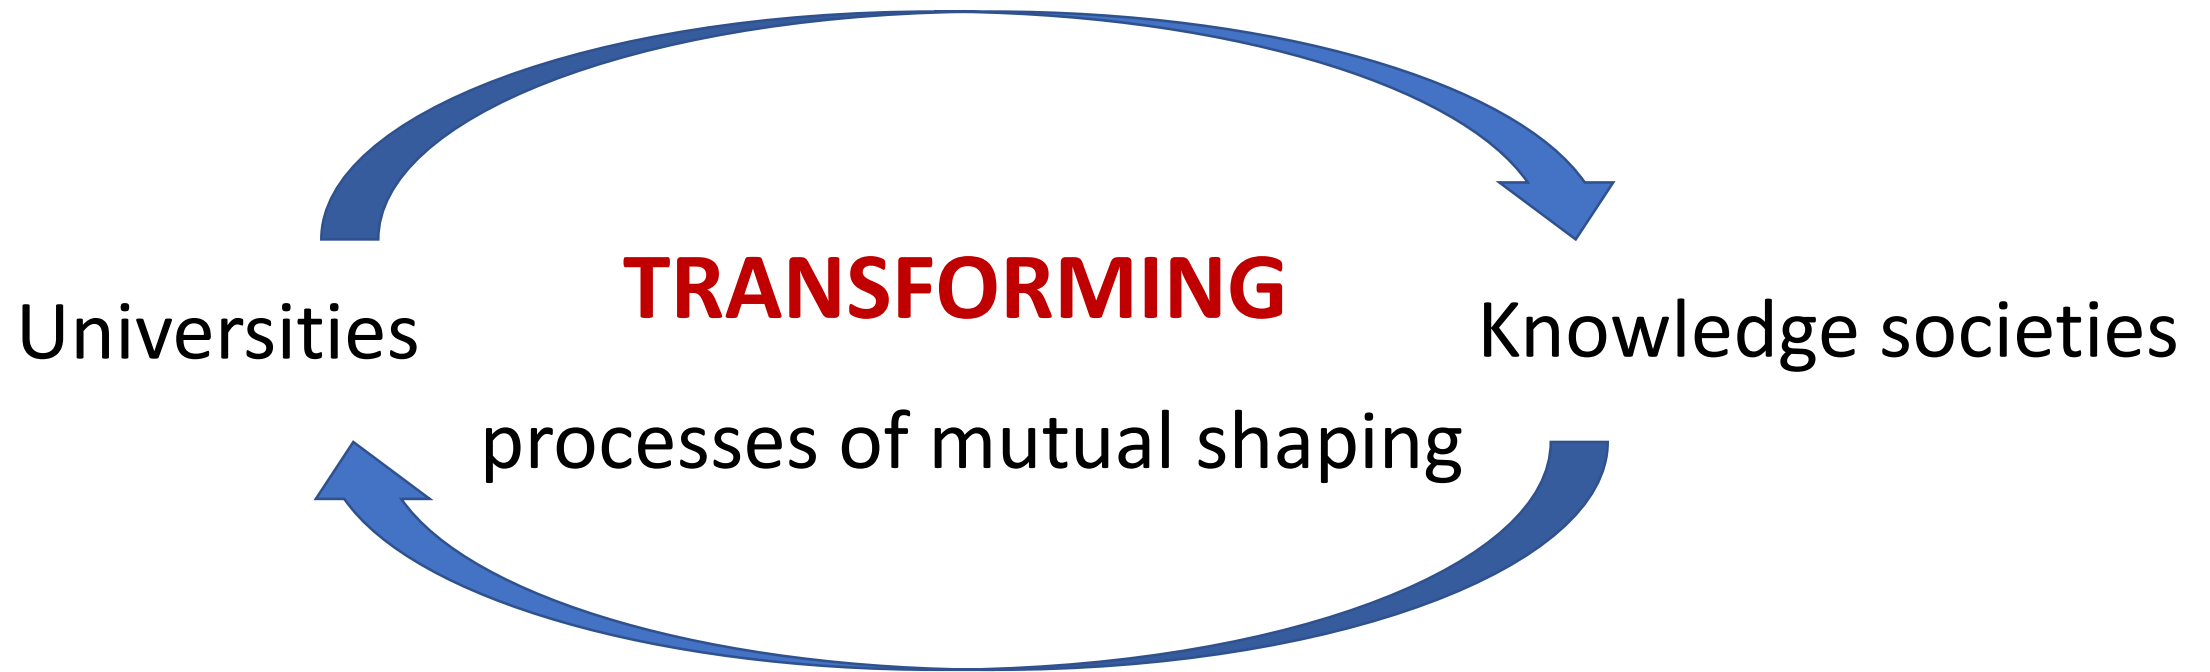 TRANSFORMING
Universities
Knowledge societies
processes of mutual shaping